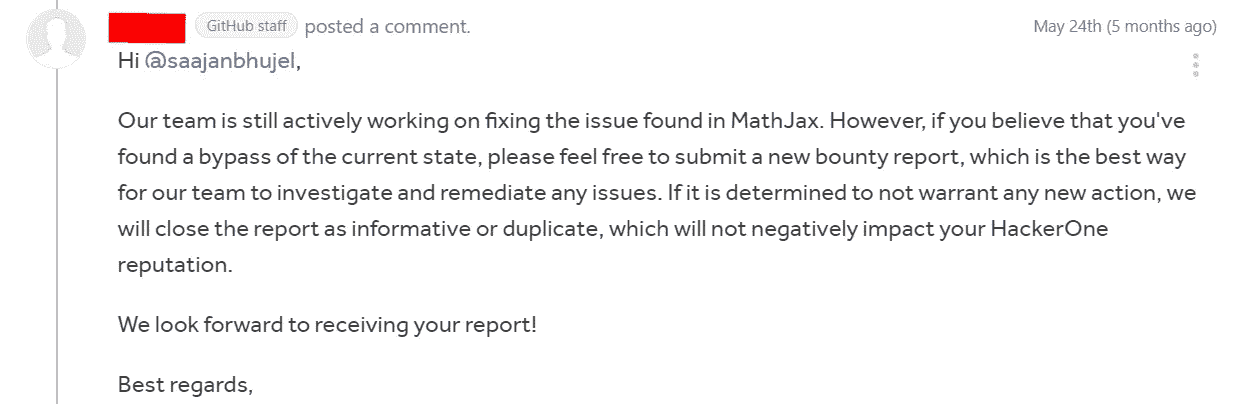 GitHub staff posted a comment. May 24th (5 months ago)
Hi @saajanbhujel,
Our team is still actively working on fixing the issue found in MathJax. However, if you believe that you've
found a bypass of the current state, please feel free to submit a new bounty report, which is the best way
for our team to investigate and remediate any issues. If it is determined to not warrant any new action, we
will close the report as informative or duplicate, which will not negatively impact your HackerOne
reputation.
We look forward to receiving your report!
Best regards,